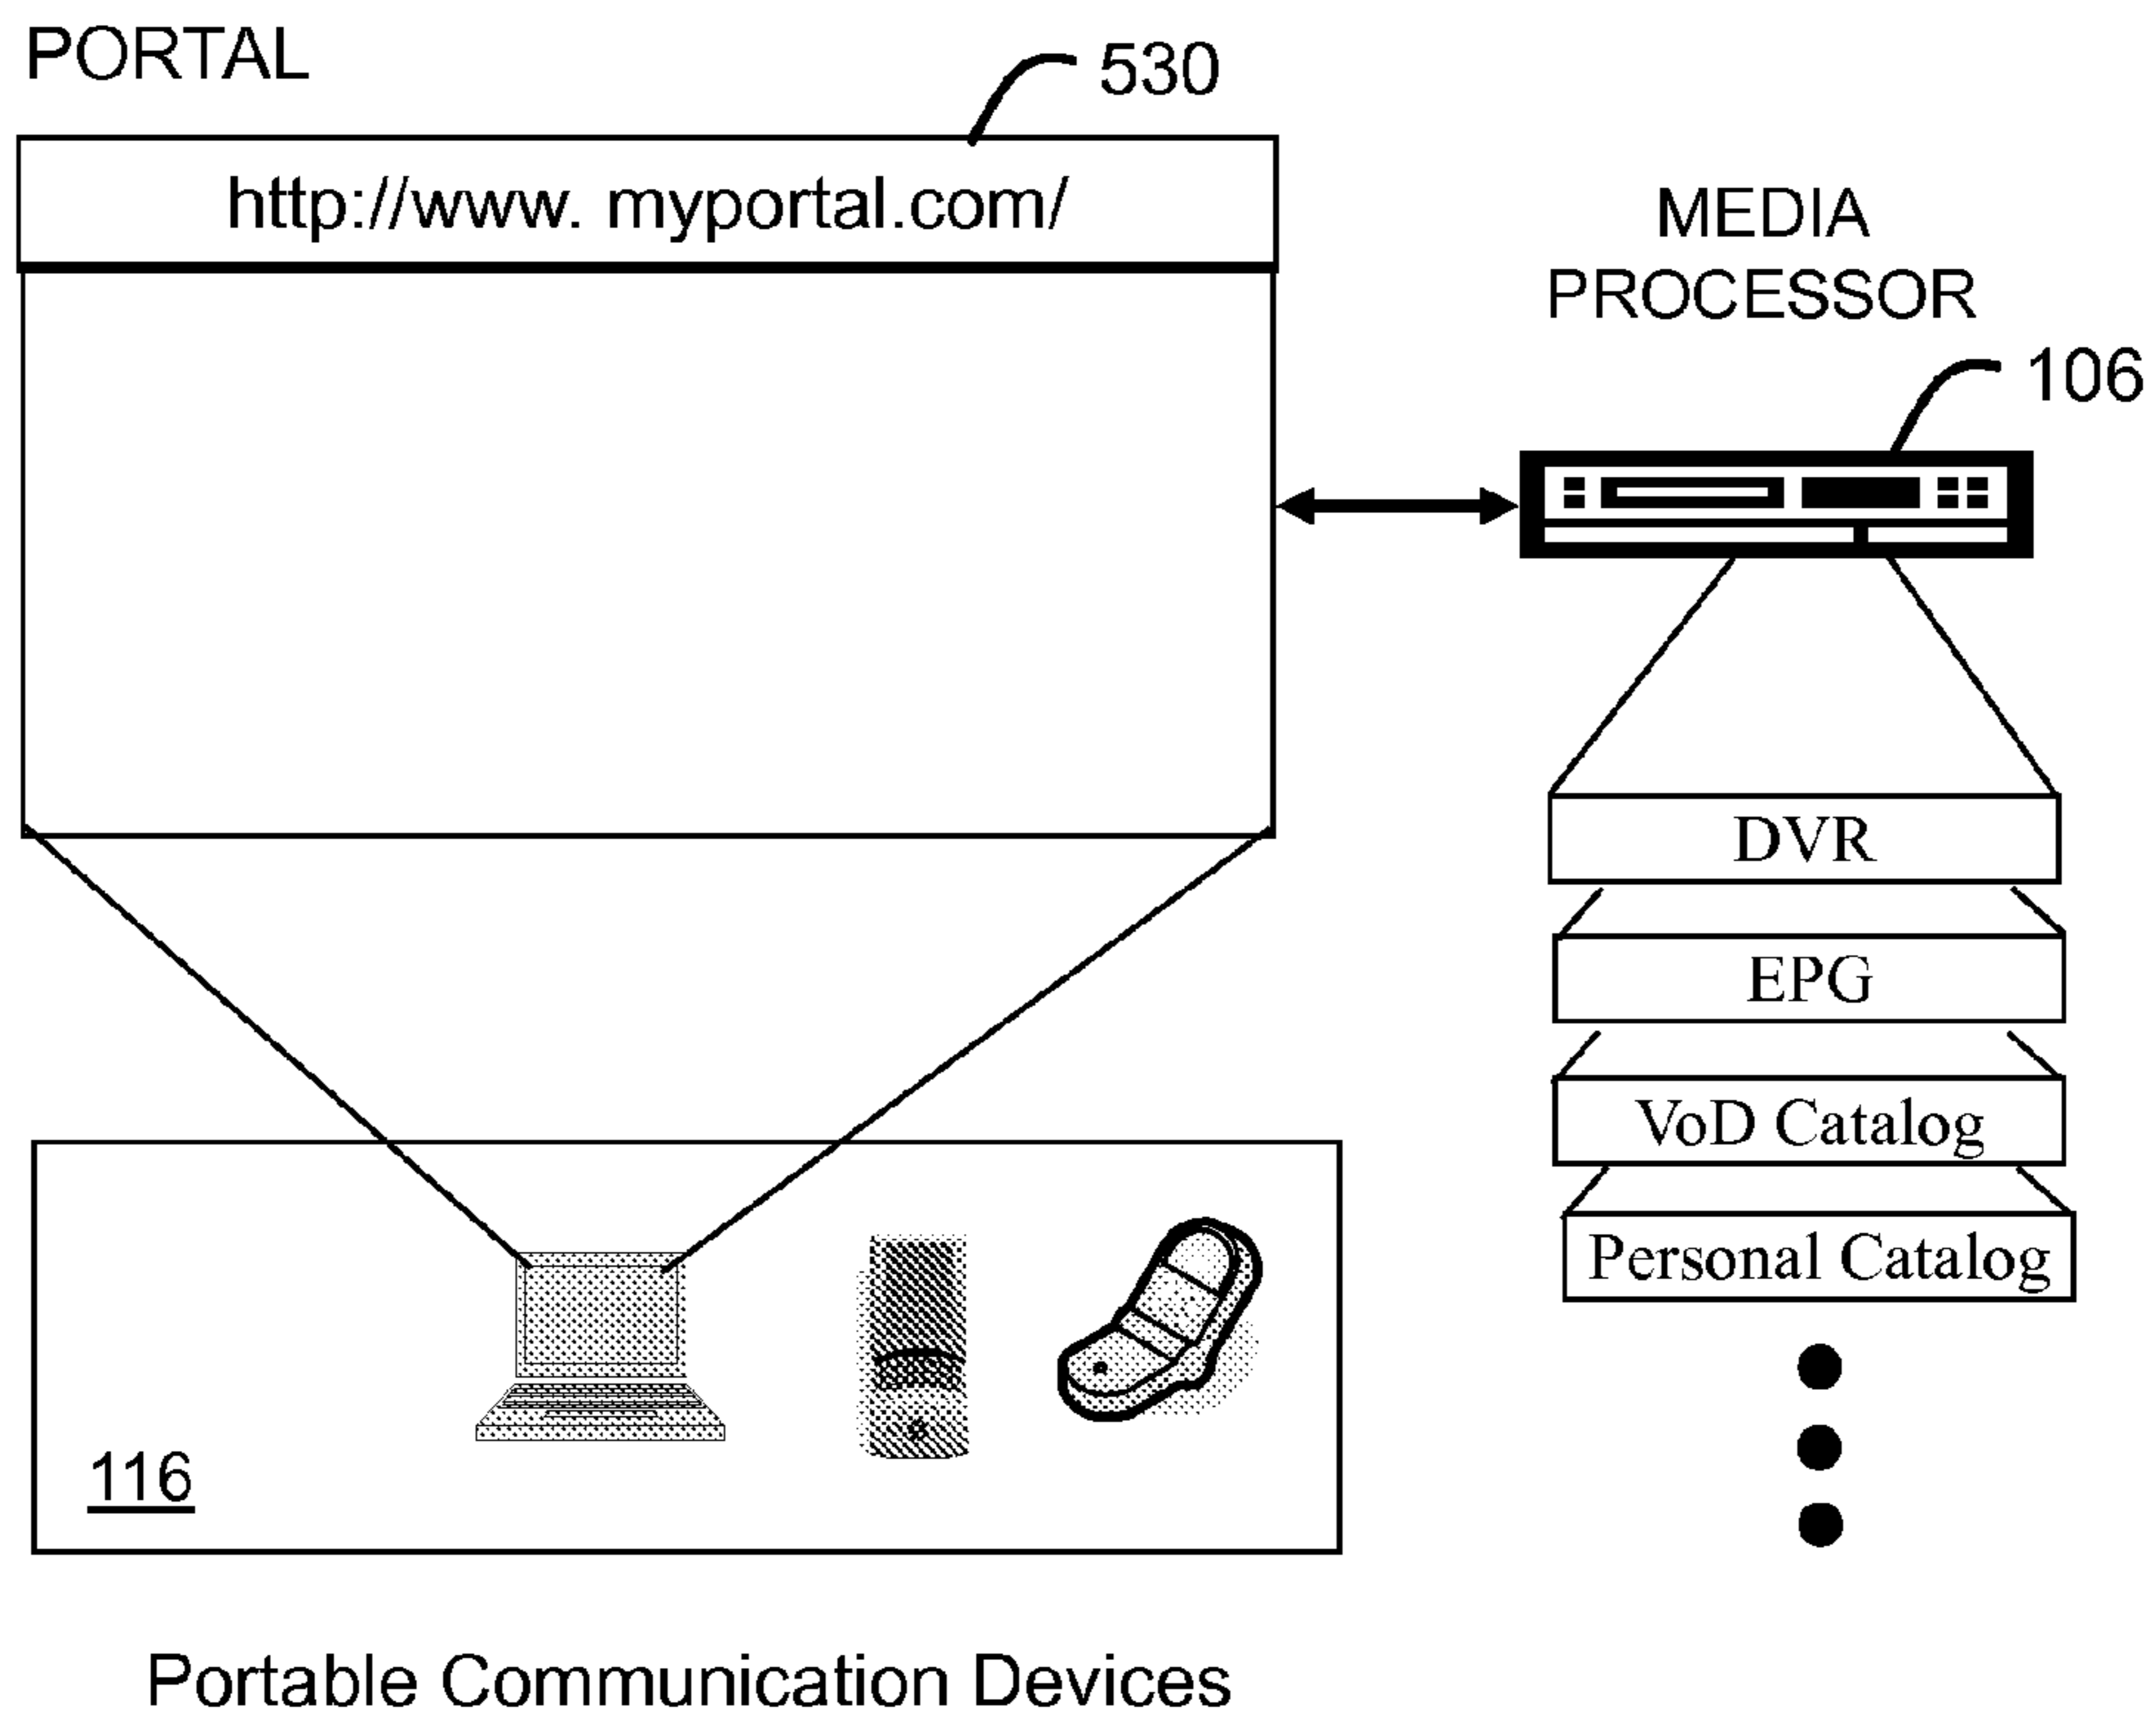 PORTAL
530
http://www. myportal.com/
MEDIA
PROCESSOR
106
DVR
EPG
VoD Catalog
Personal Catalog
116
Portable Communication Devices